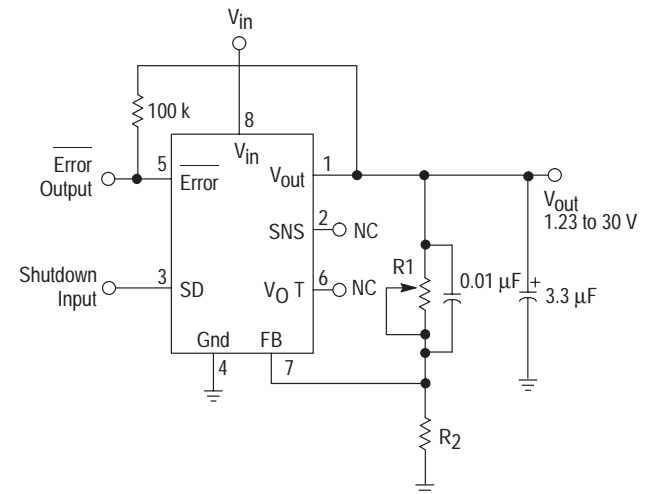 Vin
100 k
8
Vin
Error
Output
5
Error
Vout
1
Vout
1.23 to 30 V
SNS
2
NC
Shutdown
Input
3
SD
VO T
6
NC
R1
0.01 µF
+
3.3 µF
Gnd
FB
4
7
R2